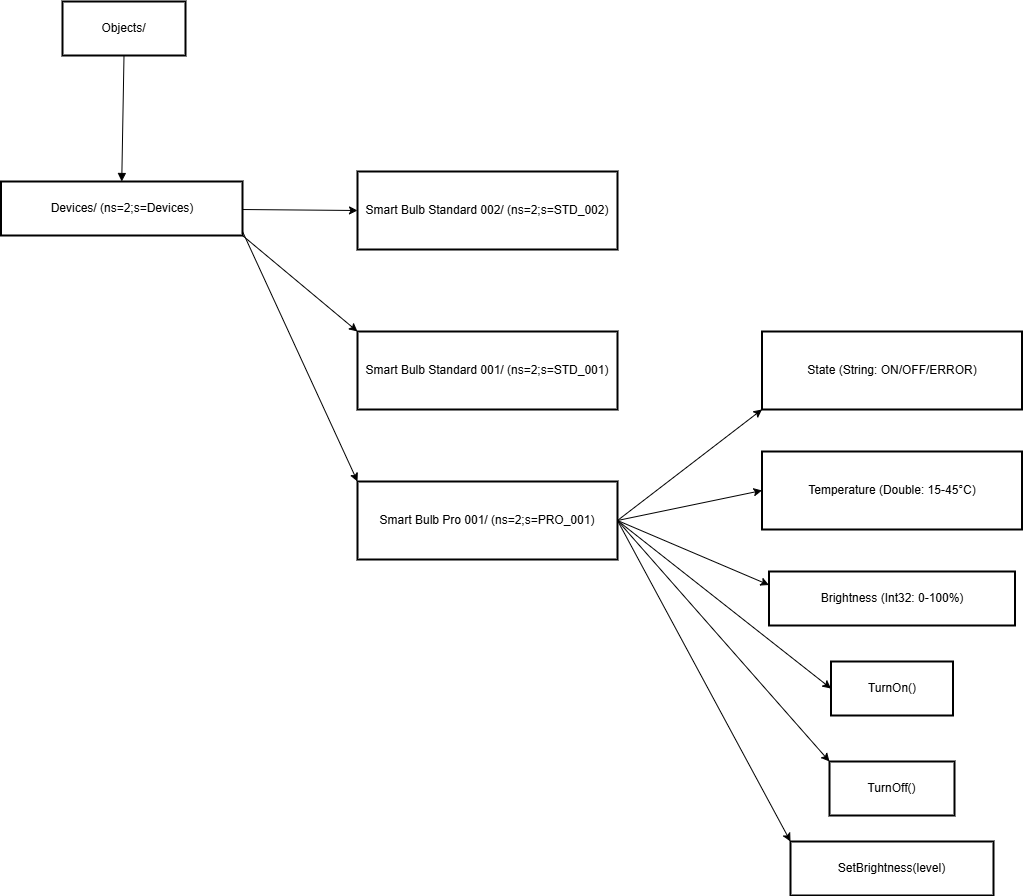 Objects/
Devices/ (ns=2;s=Devices)
Smart Bulb Standard 002/ (ns=2;s=STD_002)
Smart Bulb Standard 001/ (ns=2;s=STD_001)
State (String: ON/OFF/ERROR)
Temperature (Double: 15-45°C)
Smart Bulb Pro 001/ (ns=2;s=PRO_001)
Brightness (Int32: 0-100%)
TurnOn()
TurnOff()
SetBrightness(level)